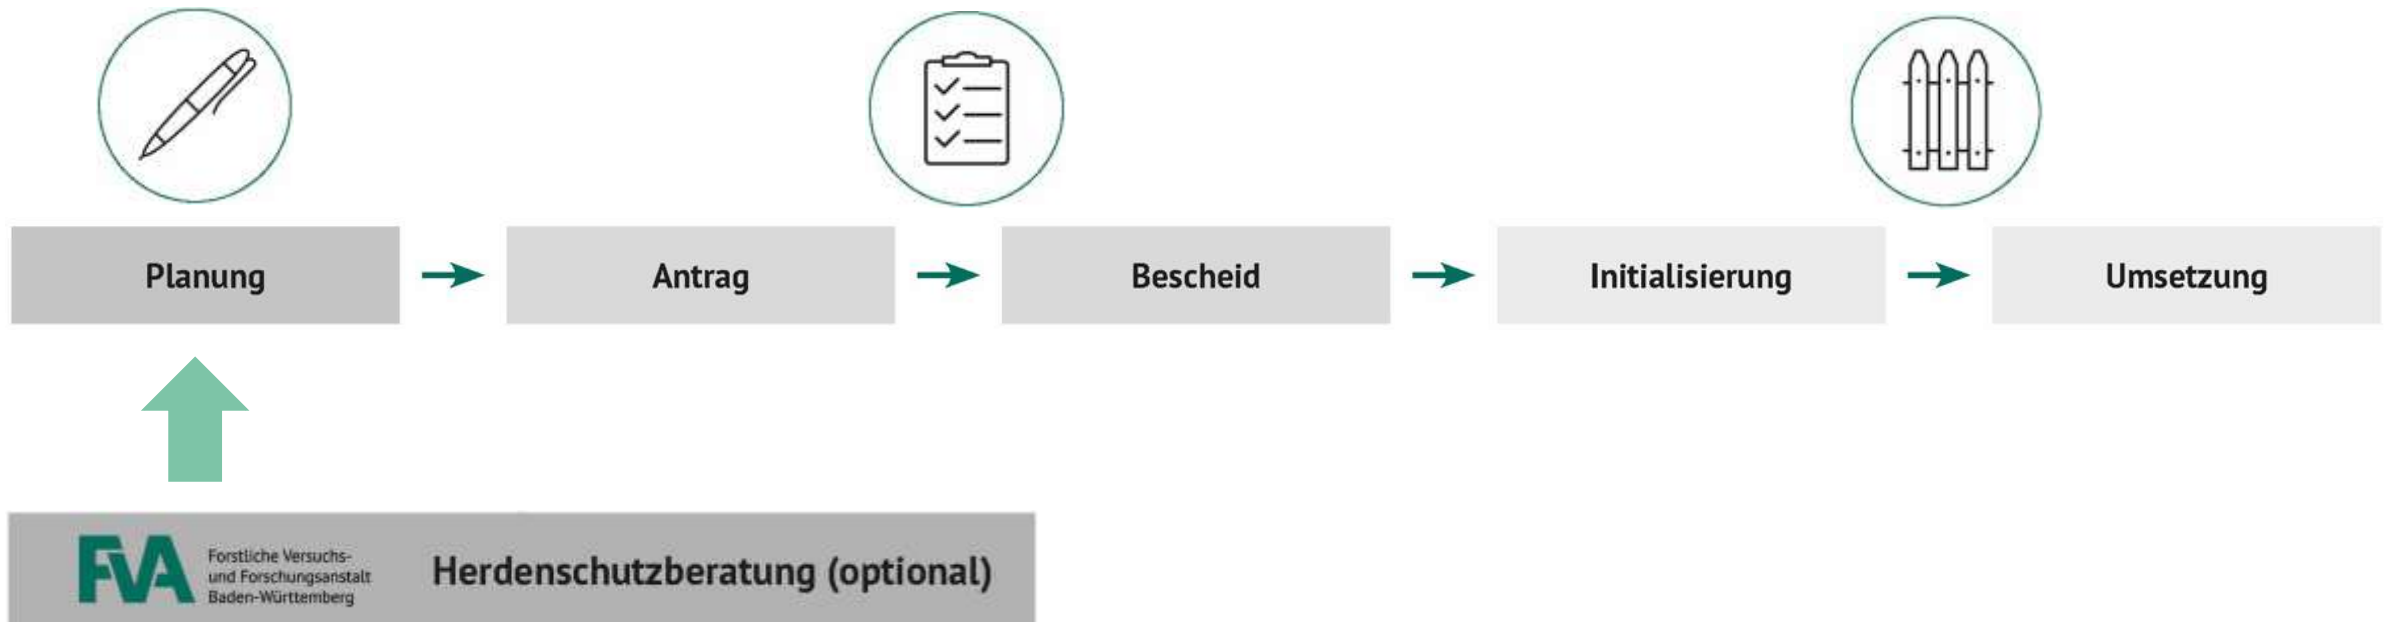 Planung
Antrag
Bescheid
Initialisierung
Umsetzung
FVA
Forstliche Versuchs-
und Forschungsanstalt
Baden-Württemberg
Herdenschutzberatung (optional)